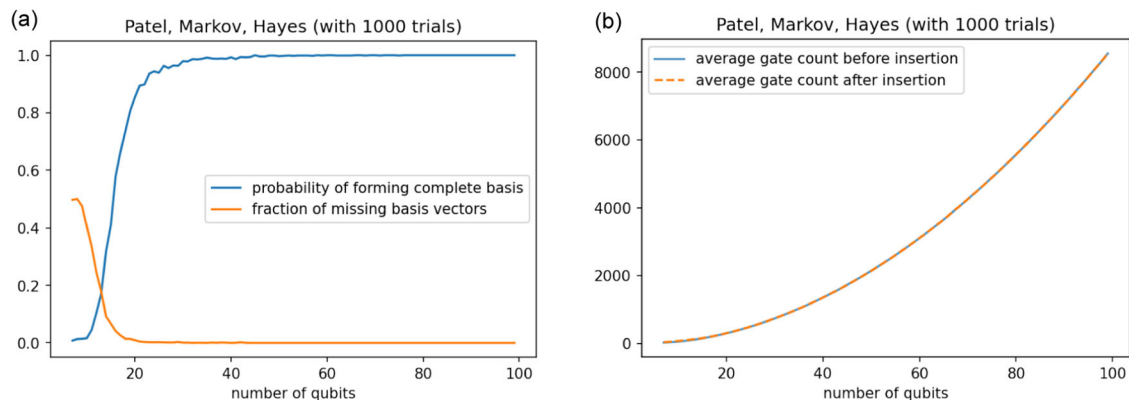 (a)
Patel, Markov, Hayes (with 1000 trials)
1.0
0.8
0.6
0.4
0.2
0.0
probability of forming complete basis
fraction of missing basis vectors
20 40 60 80 100
number of qubits
(b)
Patel, Markov, Hayes (with 1000 trials)
8000
6000
4000
2000
0
average gate count before insertion
average gate count after insertion
20 40 60 80 100
number of qubits